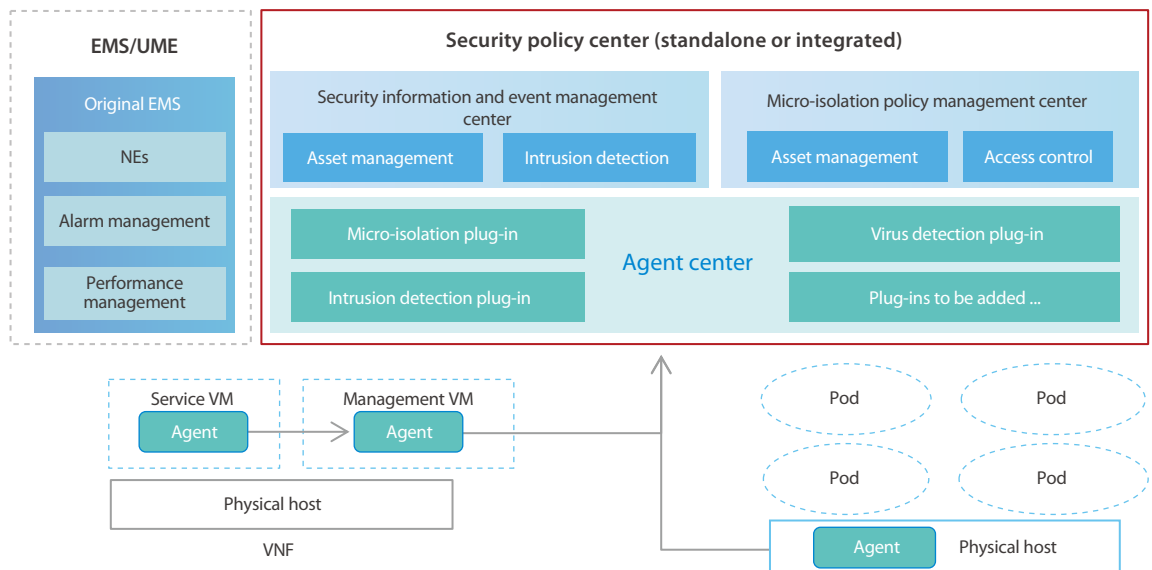 EMS/UME
Original EMS
NEs
Alarm management
Performance
management
Security policy center (standalone or integrated)
Security information and event management
center
Asset management
Intrusion detection
Micro-isolation policy management center
Asset management
Access control
Micro-isolation plug-in
Intrusion detection plug-in
Agent center
Virus detection plug-in
Plug-ins to be added ...
Service VM
Agent
Management VM
Agent
Physical host
VNF
Pod
Pod
Pod
Pod
Agent
Physical host